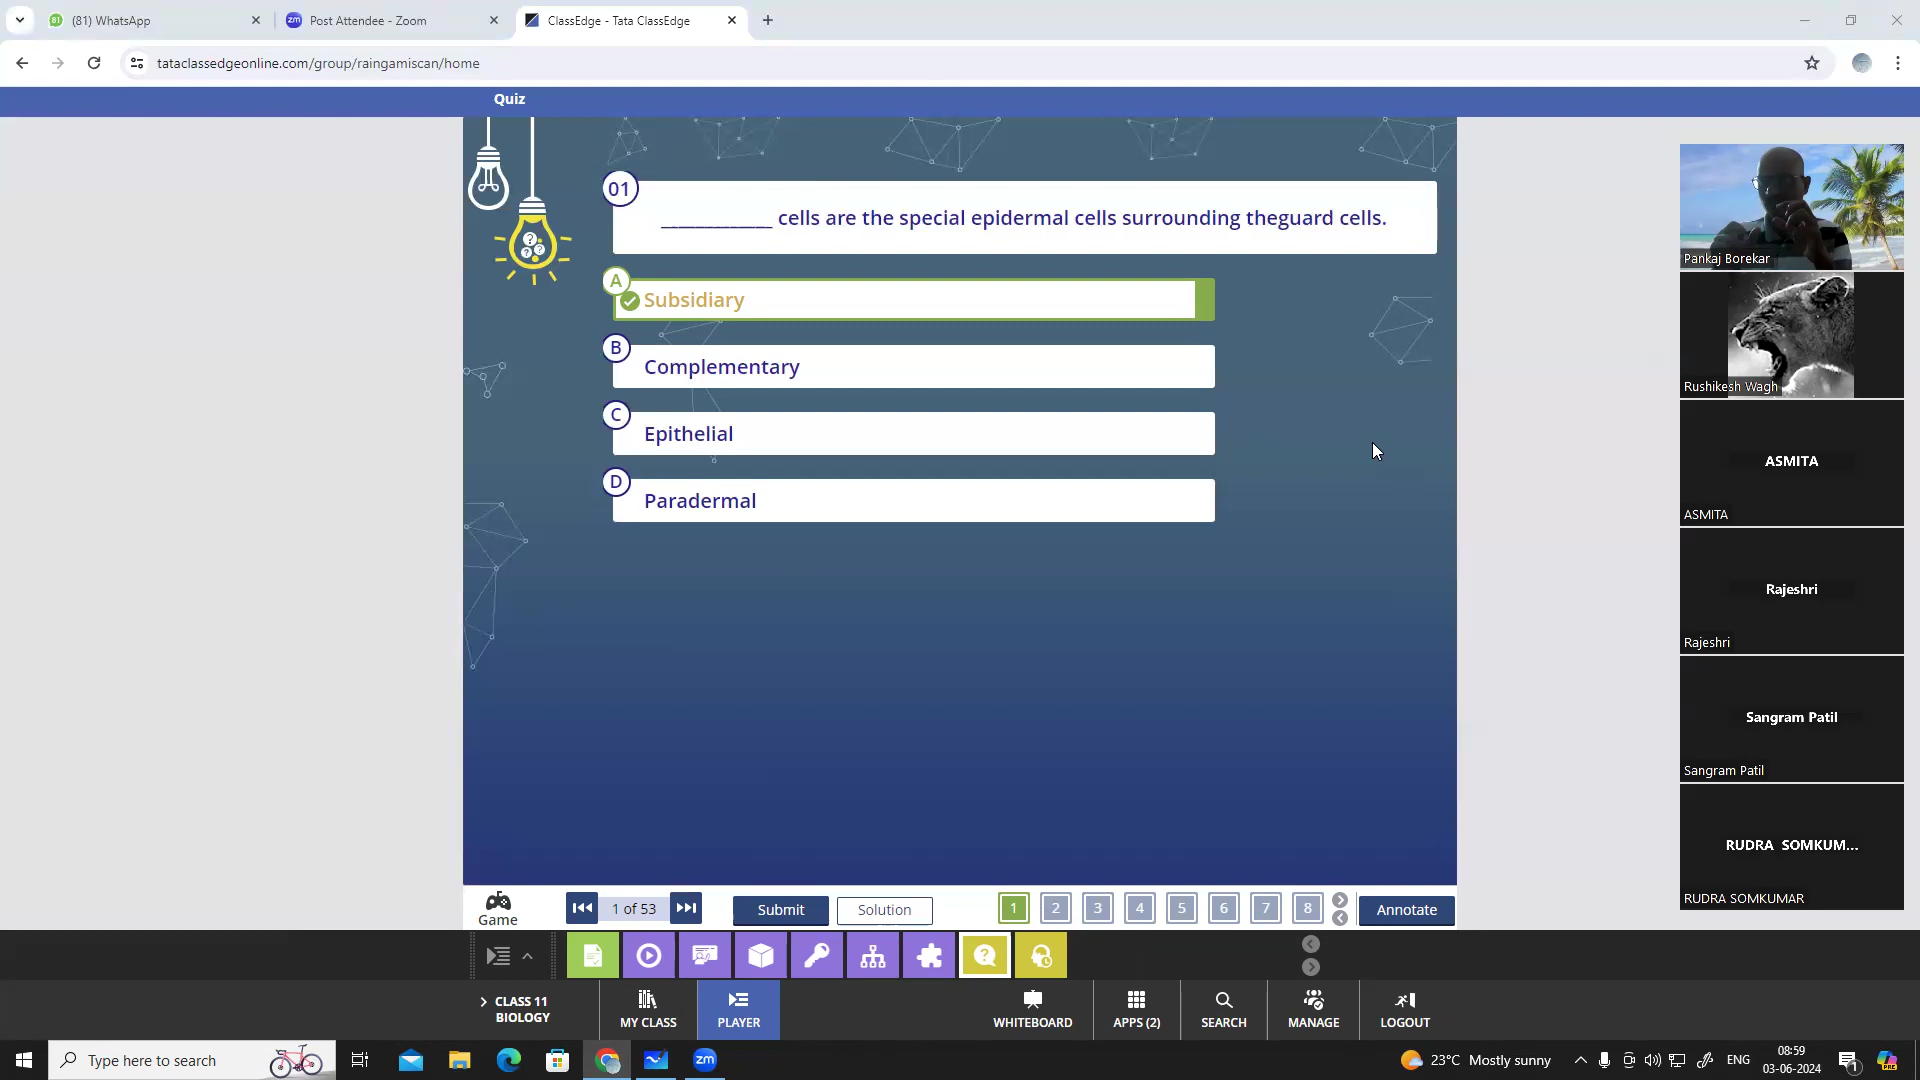 (81) WhatsApp
Post Attendee - Zoom
ClassEdge - Tata ClassEdge
tataclassedgeonline.com/group/raingamiscan/home
Quiz
01
_____________ cells are the special epidermal cells surrounding theguard cells.
A
Subsidiary
B
Complementary
C
Epithelial
D
Paradermal
Pankaj Borekar
Rushikesh Wagh
ASMITA
ASMITA
Rajeshri
Rajeshri
Sangram Patil
Sangram Patil
RUDRA SOMKUM...
RUDRA SOMKUMAR
Game
1 of 53
Submit
Solution
1 2 3 4 5 6 7 8
Annotate
CLASS 11
BIOLOGY
MY CLASS
PLAYER
WHITEBOARD
APPS (2)
SEARCH
MANAGE
LOGOUT
Type here to search
zm
23°C Mostly sunny
ENG
08:59
03-06-2024